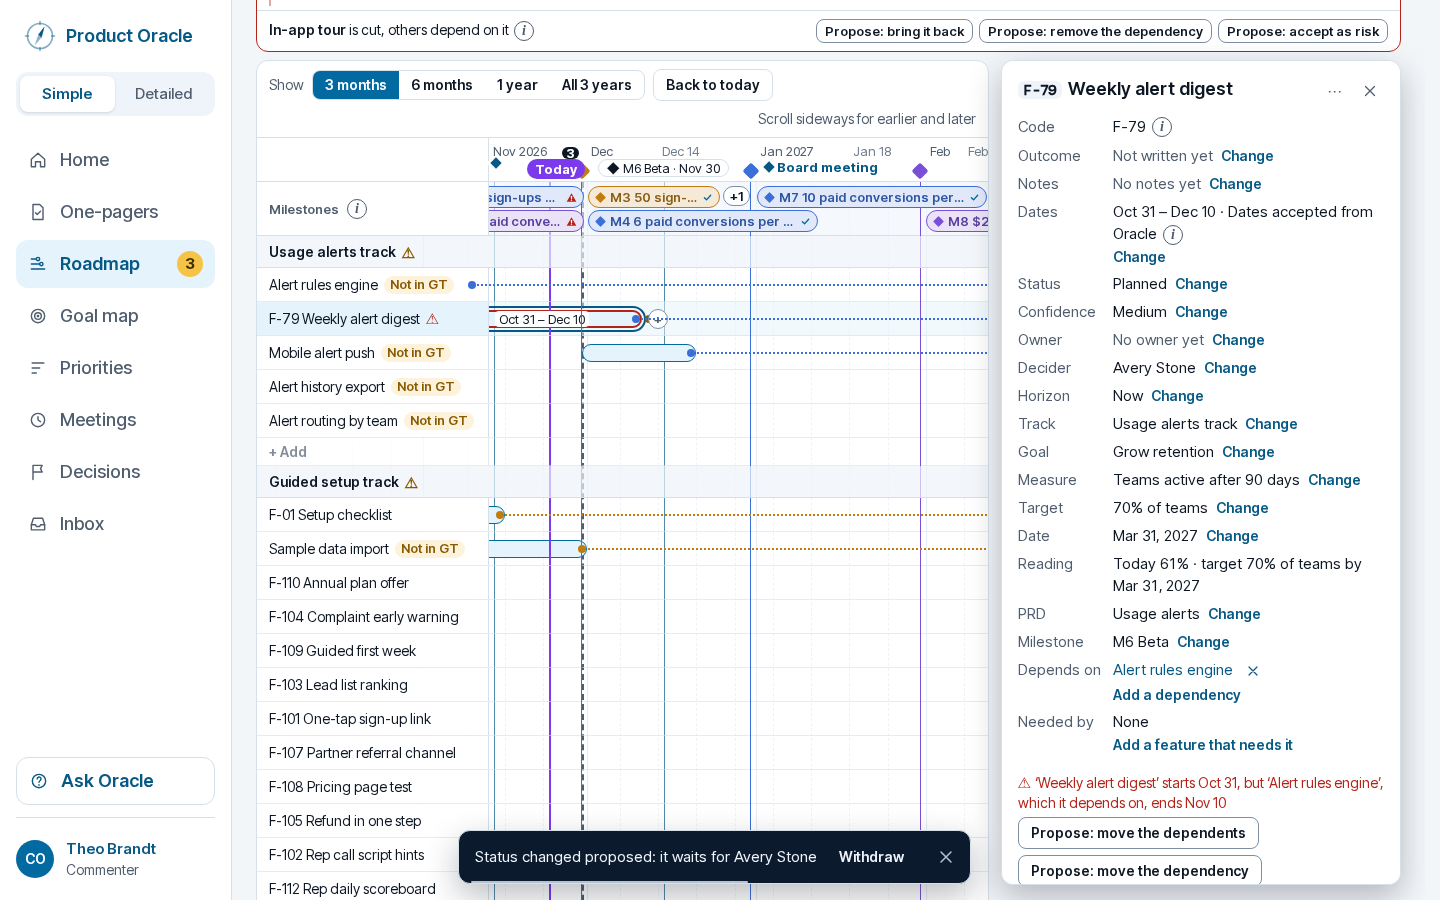 Product Oracle
Simple
Detailed
Home
One-pagers
Roadmap
3
Goal map
Priorities
Meetings
Decisions
Inbox
Ask Oracle
CO
Theo Brandt
Commenter
In-app tour is cut, others depend on it i
Propose: bring it back
Propose: remove the dependency
Propose: accept as risk
Show
3 months
6 months
1 year
All 3 years
Back to today
Scroll sideways for earlier and later
Nov 2026
3
Dec
Dec 14
Jan 2027
Jan 18
Feb
Feb
Today
M6 Beta · Nov 30
Board meeting
Milestones i
sign-ups ...
M3 50 sign-...
+1
M7 10 paid conversions per...
aid conve...
M4 6 paid conversions per ...
M8 $2
Usage alerts track
Alert rules engine Not in GT
F-79 Weekly alert digest
Oct 31 – Dec 10
Mobile alert push Not in GT
Alert history export Not in GT
Alert routing by team Not in GT
+ Add
Guided setup track
F-01 Setup checklist
Sample data import Not in GT
F-110 Annual plan offer
F-104 Complaint early warning
F-109 Guided first week
F-103 Lead list ranking
F-101 One-tap sign-up link
F-107 Partner referral channel
F-108 Pricing page test
F-105 Refund in one step
F-102 Rep call script hints
F-112 Rep daily scoreboard
F-79 Weekly alert digest
...
Code F-79 i
Outcome Not written yet Change
Notes No notes yet Change
Dates Oct 31 – Dec 10 · Dates accepted from
Oracle i
Change
Status Planned Change
Confidence Medium Change
Owner No owner yet Change
Decider Avery Stone Change
Horizon Now Change
Track Usage alerts track Change
Goal Grow retention Change
Measure Teams active after 90 days Change
Target 70% of teams Change
Date Mar 31, 2027 Change
Reading Today 61% · target 70% of teams by
Mar 31, 2027
PRD Usage alerts Change
Milestone M6 Beta Change
Depends on Alert rules engine
Add a dependency
Needed by None
Add a feature that needs it
‘Weekly alert digest’ starts Oct 31, but ‘Alert rules engine’,
which it depends on, ends Nov 10
Propose: move the dependents
Propose: move the dependency
Status changed proposed: it waits for Avery Stone
Withdraw